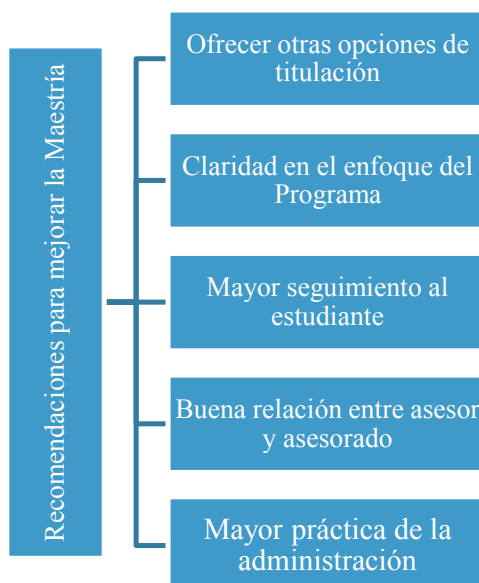 Recomendaciones para mejorar la Maestría
Ofrecer otras opciones de
titulación
Claridad en el enfoque del
Programa
Mayor seguimiento al
estudiante
Buena relación entre asesor
y asesorado
Mayor práctica de la
administración